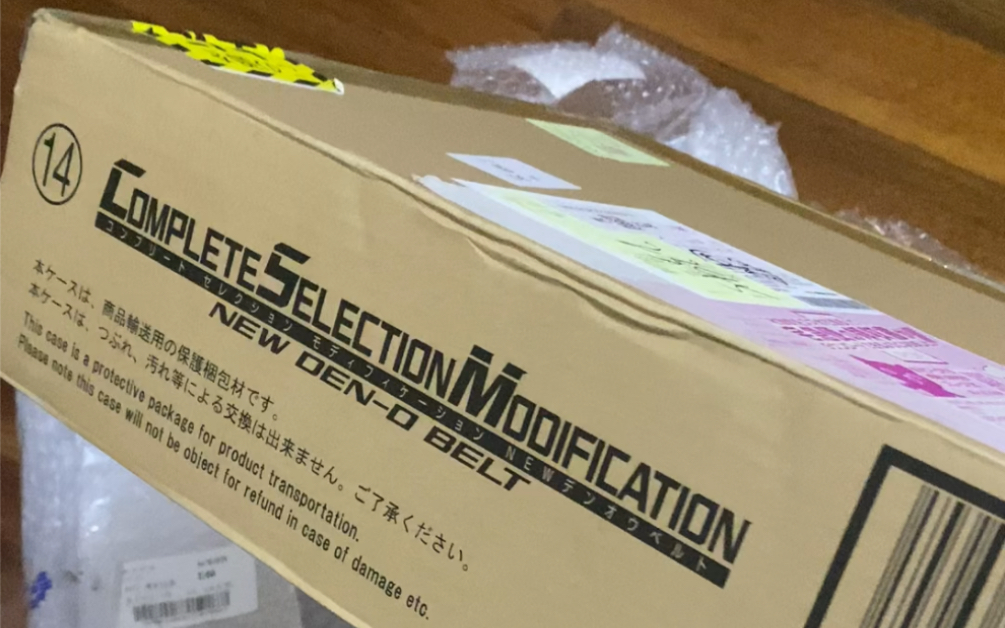 14
COMPLETE SELECTION MODIFICATION
コンプリート セレクション モディフィケーション NEWデンオウベルト
NEW DEN-O BELT
本ケースは、商品輸送用の保護梱包材です。
本ケースは、つぶれ、汚れ等による交換は出来ません。ご了承ください。
This case is a protective package for product transportation.
Please note this case will not be object for refund in case of damage etc.